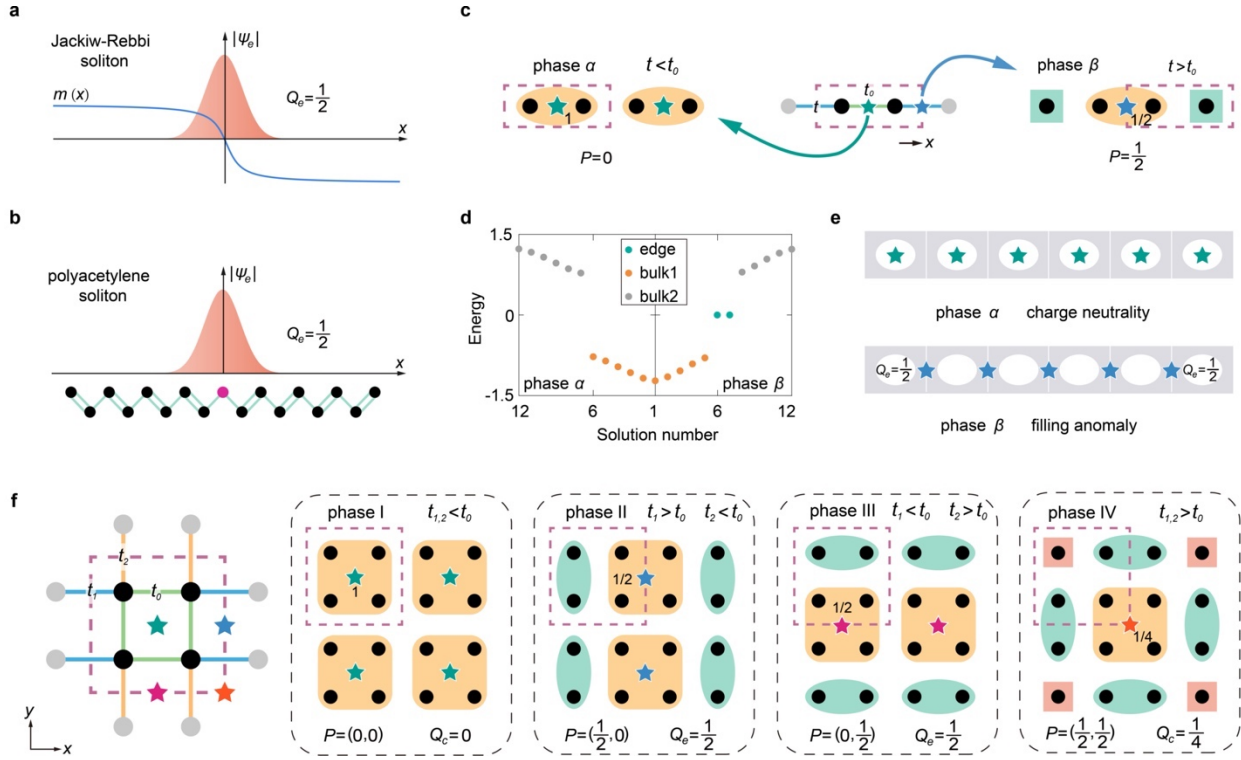 a
Jackiw-Rebbi
soliton
|Ψe|
m (x)
Qe = 1/2
x
b
polyacetylene
soliton
|Ψe|
Qe = 1/2
x
c
phase α t < t0
1
P = 0
t
t0
x
phase β t > t0
1/2
P = 1/2
d
1.5
0
-1.5
Energy
edge
bulk1
bulk2
phase α
phase β
12 6 1 6 12
Solution number
e
phase α charge neutrality
Qe = 1/2
Qe = 1/2
phase β filling anomaly
f
t2
t1
t0
y
x
phase I t1,2 < t0
1
P = (0,0) Qc = 0
phase II t1 > t0 t2 < t0
1/2
P = (1/2, 0) Qe = 1/2
phase III t1 < t0 t2 > t0
1/2
P = (0, 1/2) Qe = 1/2
phase IV t1,2 > t0
1/4
P = (1/2, 1/2) Qc = 1/4